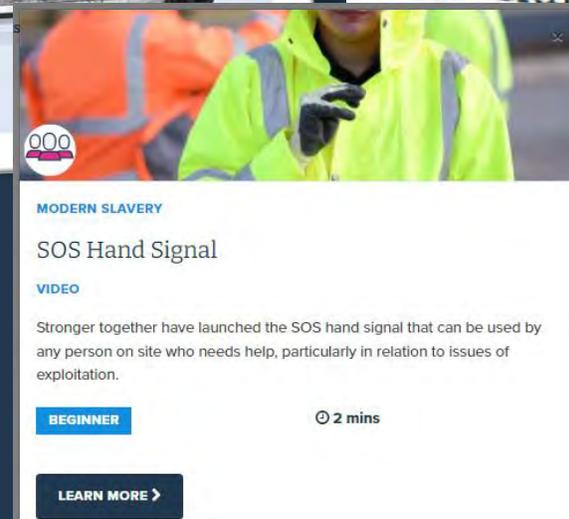 MODERN SLAVERY
SOS Hand Signal
VIDEO
Stronger together have launched the SOS hand signal that can be used by
any person on site who needs help, particularly in relation to issues of
exploitation.
BEGINNER
2 mins
LEARN MORE